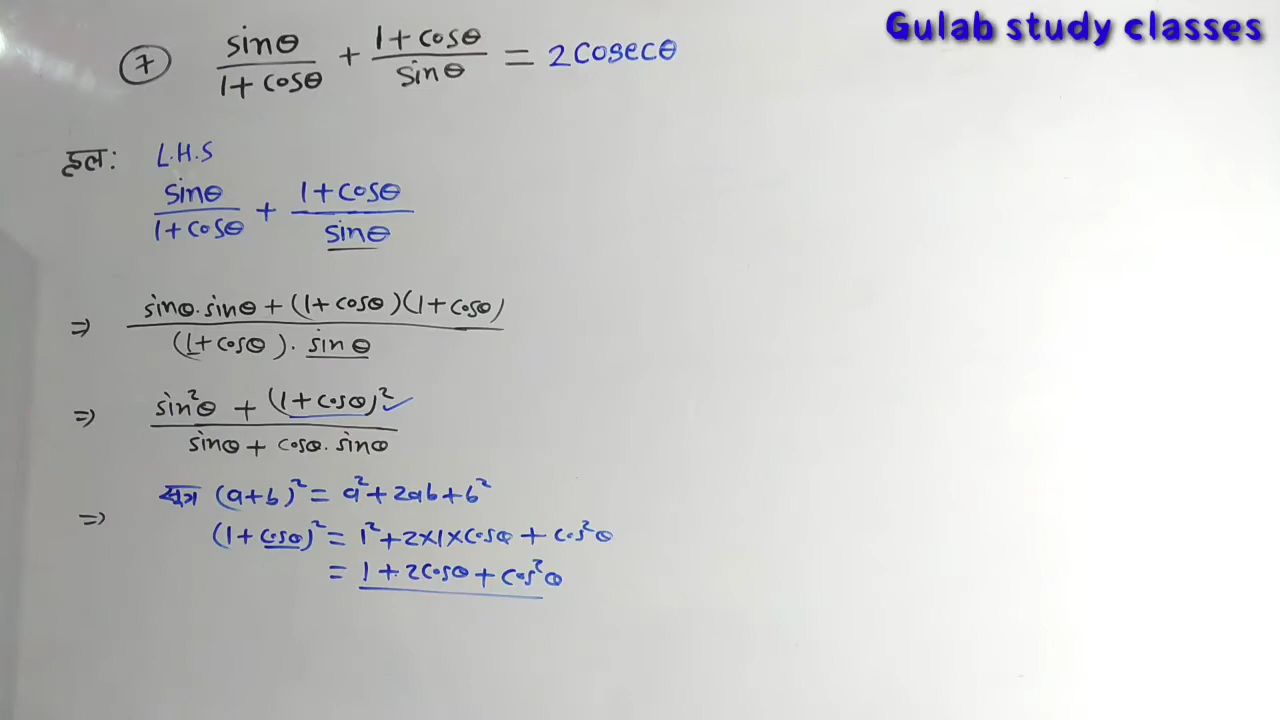 Gulab study classes
⑦ sinθ/(1+cosθ) + (1+cosθ)/sinθ = 2cosecθ
हल: L.H.S
sinθ/(1+cosθ) + (1+cosθ)/sinθ
⇒ (sinθ.sinθ + (1+cosθ)(1+cosθ))/((1+cosθ).sinθ)
⇒ (sin²θ + (1+cosθ)²)/(sinθ + cosθ.sinθ) ✓
सूत्र (a+b)² = a²+2ab+b²
⇒ (1+cosθ)² = 1²+2×1×cosθ + cos²θ
= 1+2cosθ+cos²θ